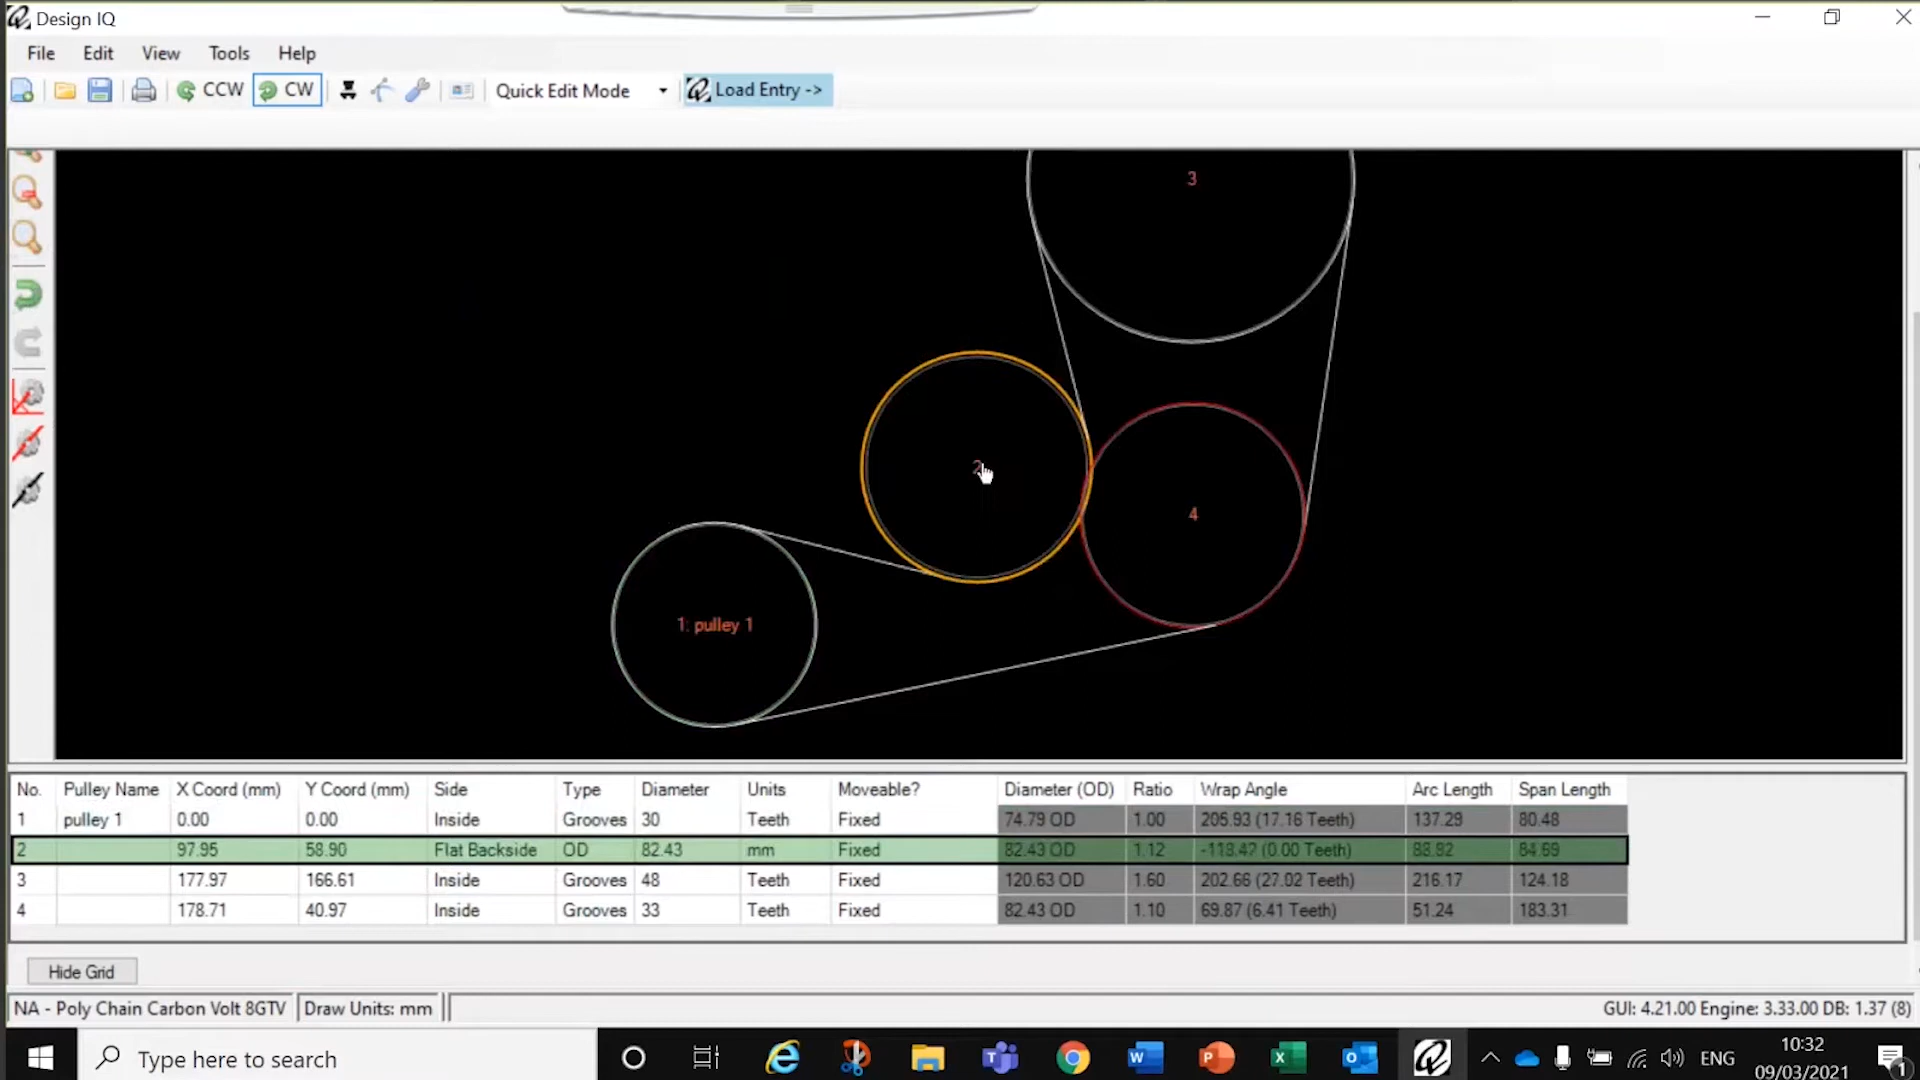 Design IQ
File Edit View Tools Help
CCW CW Quick Edit Mode Load Entry ->
3
2
4
1: pulley 1
No. Pulley Name X Coord (mm) Y Coord (mm) Side Type Diameter Units Moveable? Diameter (OD) Ratio Wrap Angle Arc Length Span Length
1 pulley 1 0.00 0.00 Inside Grooves 30 Teeth Fixed 74.79 OD 1.00 205.93 (17.16 Teeth) 137.29 80.48
2 97.95 58.90 Flat Backside OD 82.43 mm Fixed 82.43 OD 1.12 -118.47 (0.00 Teeth) 88.92 84.69
3 177.97 166.61 Inside Grooves 48 Teeth Fixed 120.63 OD 1.60 202.66 (27.02 Teeth) 216.17 124.18
4 178.71 40.97 Inside Grooves 33 Teeth Fixed 82.43 OD 1.10 69.87 (6.41 Teeth) 51.24 183.31
Hide Grid
NA - Poly Chain Carbon Volt 8GTV Draw Units: mm GUI: 4.21.00 Engine: 3.33.00 DB: 1.37 (8)
Type here to search ENG 10:32
09/03/2021 1